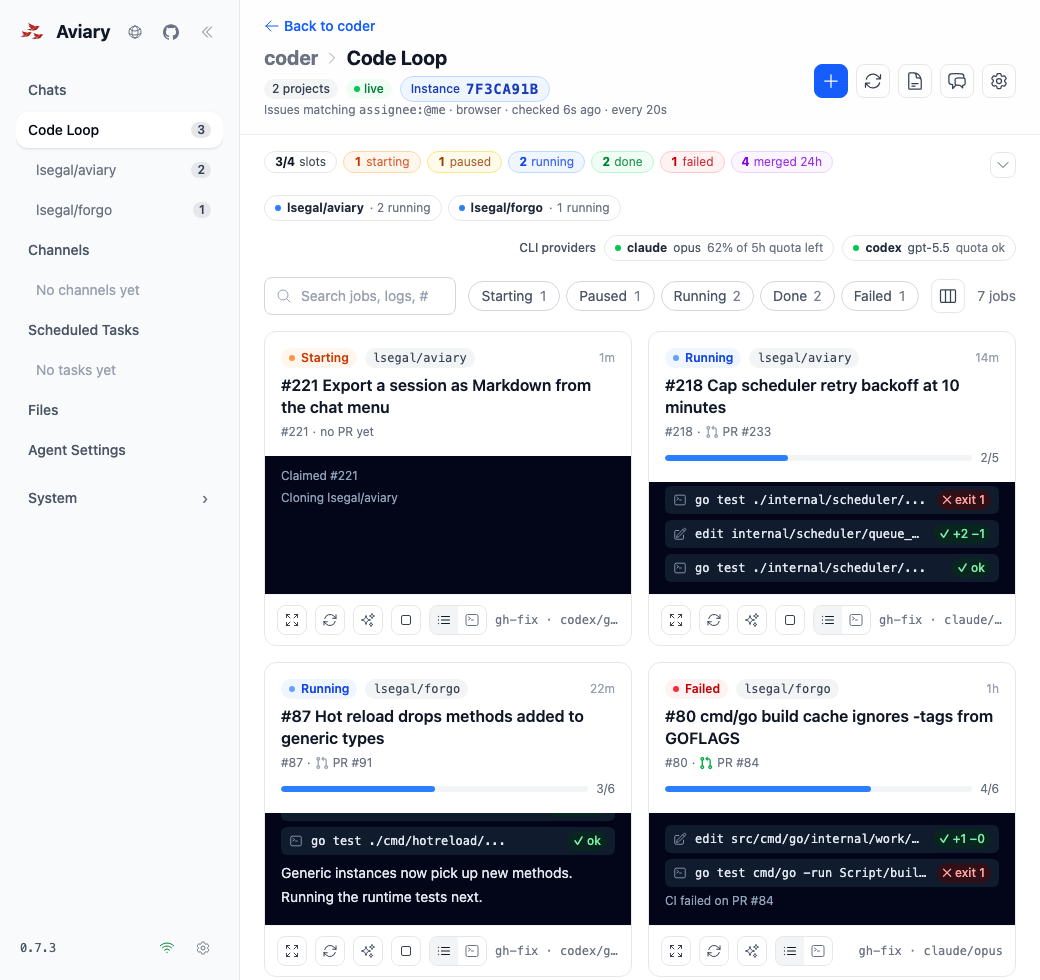 Aviary
Chats
Code Loop 3
lsegal/aviary 2
lsegal/forgo 1
Channels
No channels yet
Scheduled Tasks
No tasks yet
Files
Agent Settings
System
0.7.3
Back to coder
coder Code Loop
2 projects live Instance 7F3CA91B
Issues matching assignee:@me · browser · checked 6s ago · every 20s
3/4 slots 1 starting 1 paused 2 running 2 done 1 failed 4 merged 24h
lsegal/aviary · 2 running lsegal/forgo · 1 running
CLI providers claude opus 62% of 5h quota left codex gpt-5.5 quota ok
Search jobs, logs, # Starting 1 Paused 1 Running 2 Done 2 Failed 1 7 jobs
Starting lsegal/aviary 1m
#221 Export a session as Markdown from
the chat menu
#221 · no PR yet
Claimed #221
Cloning lsegal/aviary
gh-fix · codex/g…
Running lsegal/aviary 14m
#218 Cap scheduler retry backoff at 10
minutes
#218 · PR #233
2/5
go test ./internal/scheduler/... exit 1
edit internal/scheduler/queue_… +2 −1
go test ./internal/scheduler/... ok
gh-fix · claude/…
Running lsegal/forgo 22m
#87 Hot reload drops methods added to
generic types
#87 · PR #91
3/6
go test ./cmd/hotreload/... ok
Generic instances now pick up new methods.
Running the runtime tests next.
gh-fix · codex/g…
Failed lsegal/forgo 1h
#80 cmd/go build cache ignores -tags from
GOFLAGS
#80 · PR #84
4/6
edit src/cmd/go/internal/work/… +1 −0
go test cmd/go -run Script/buil… exit 1
CI failed on PR #84
gh-fix · claude/opus